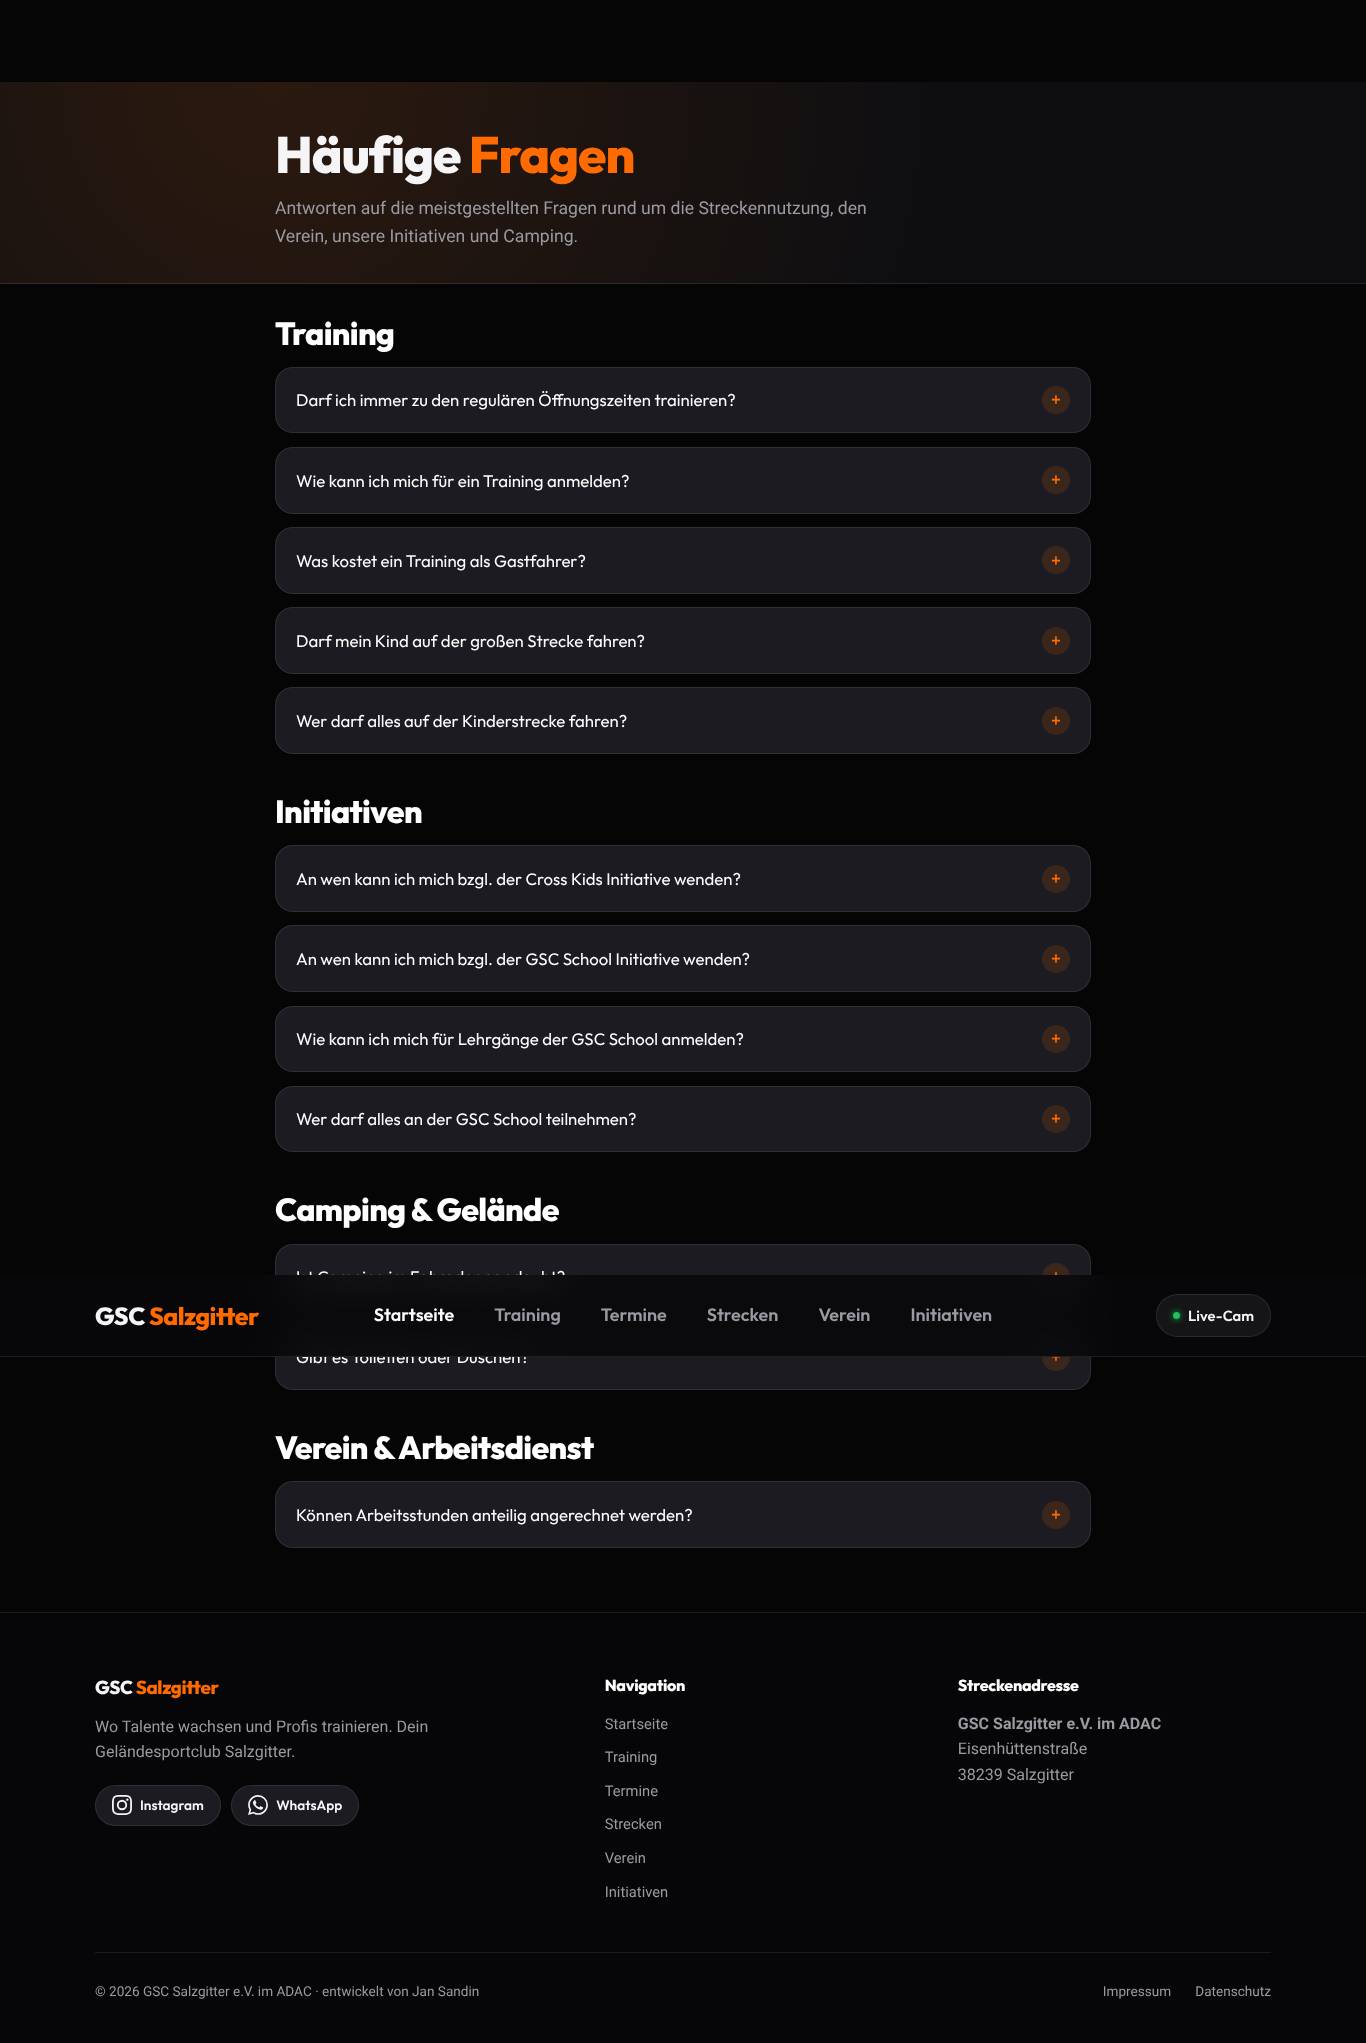 Häufige Fragen
Antworten auf die meistgestellten Fragen rund um die Streckennutzung, den
Verein, unsere Initiativen und Camping.
Training
Darf ich immer zu den regulären Öffnungszeiten trainieren?
Wie kann ich mich für ein Training anmelden?
Was kostet ein Training als Gastfahrer?
Darf mein Kind auf der großen Strecke fahren?
Wer darf alles auf der Kinderstrecke fahren?
Initiativen
An wen kann ich mich bzgl. der Cross Kids Initiative wenden?
An wen kann ich mich bzgl. der GSC School Initiative wenden?
Wie kann ich mich für Lehrgänge der GSC School anmelden?
Wer darf alles an der GSC School teilnehmen?
Camping & Gelände
GSC Salzgitter
Startseite
Training
Termine
Strecken
Verein
Initiativen
Live-Cam
Gibt es Toiletten oder Duschen?
Verein & Arbeitsdienst
Können Arbeitsstunden anteilig angerechnet werden?
GSC Salzgitter
Wo Talente wachsen und Profis trainieren. Dein
Geländesportclub Salzgitter.
Instagram
WhatsApp
Navigation
Startseite
Training
Termine
Strecken
Verein
Initiativen
Streckenadresse
GSC Salzgitter e.V. im ADAC
Eisenhüttenstraße
38239 Salzgitter
© 2026 GSC Salzgitter e.V. im ADAC · entwickelt von Jan Sandin
Impressum
Datenschutz